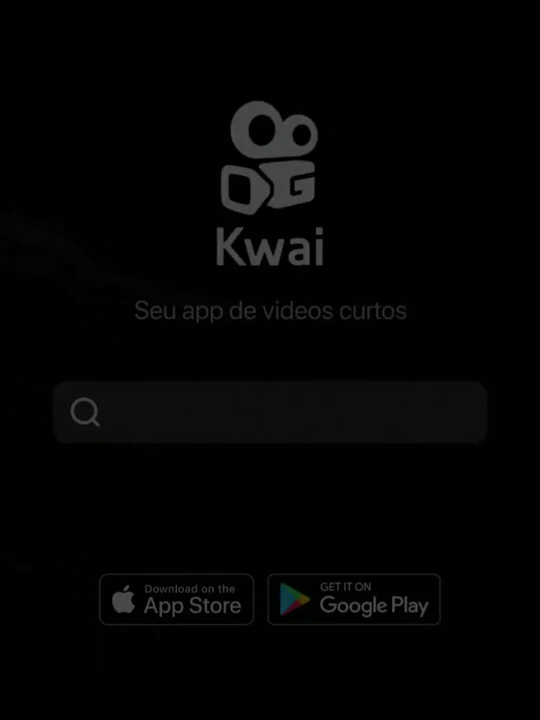 Kwai
Seu app de videos curtos
Download on the
App Store
GET IT ON
Google Play